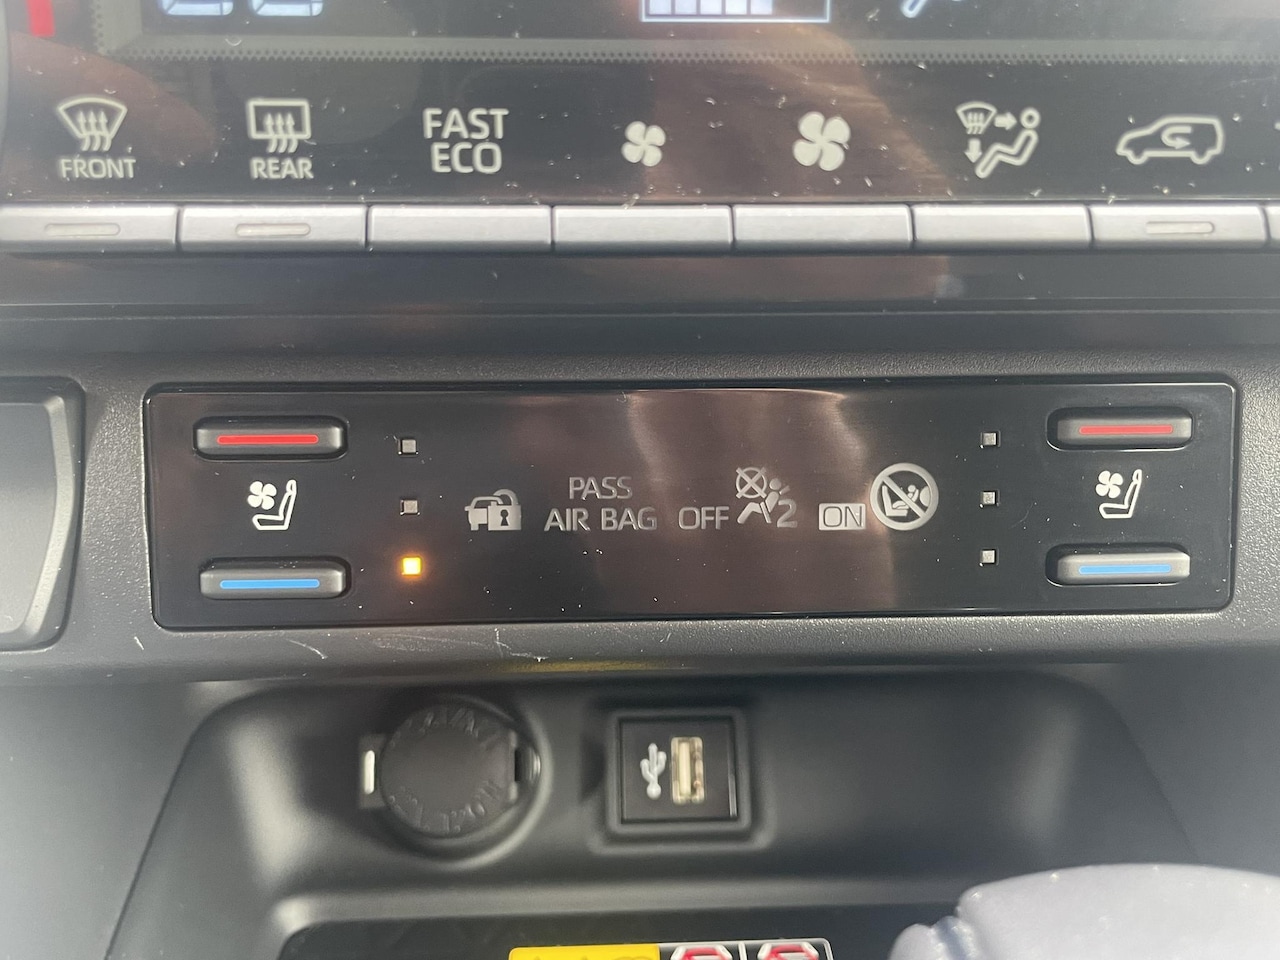 FRONT
REAR
FAST
ECO
PASS
AIR BAG OFF 2 ON